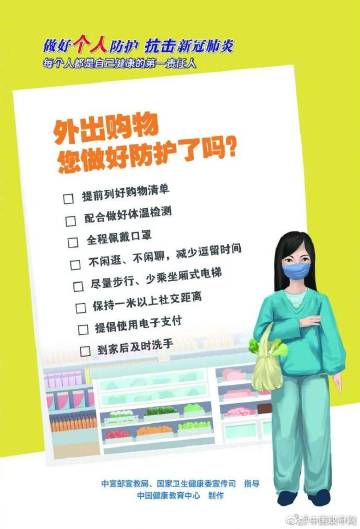 做好个人防护 抗击新冠肺炎
每个人都是自己健康的第一责任人
外出购物
您做好防护了吗?
提前列好购物清单
配合做好体温检测
全程佩戴口罩
不闲逛、不闲聊，减少逗留时间
尽量步行、少乘坐厢式电梯
保持一米以上社交距离
提倡使用电子支付
到家后及时洗手
中宣部宣教局、国家卫生健康委宣传司 指导
中国健康教育中心 制作
@中国政府网